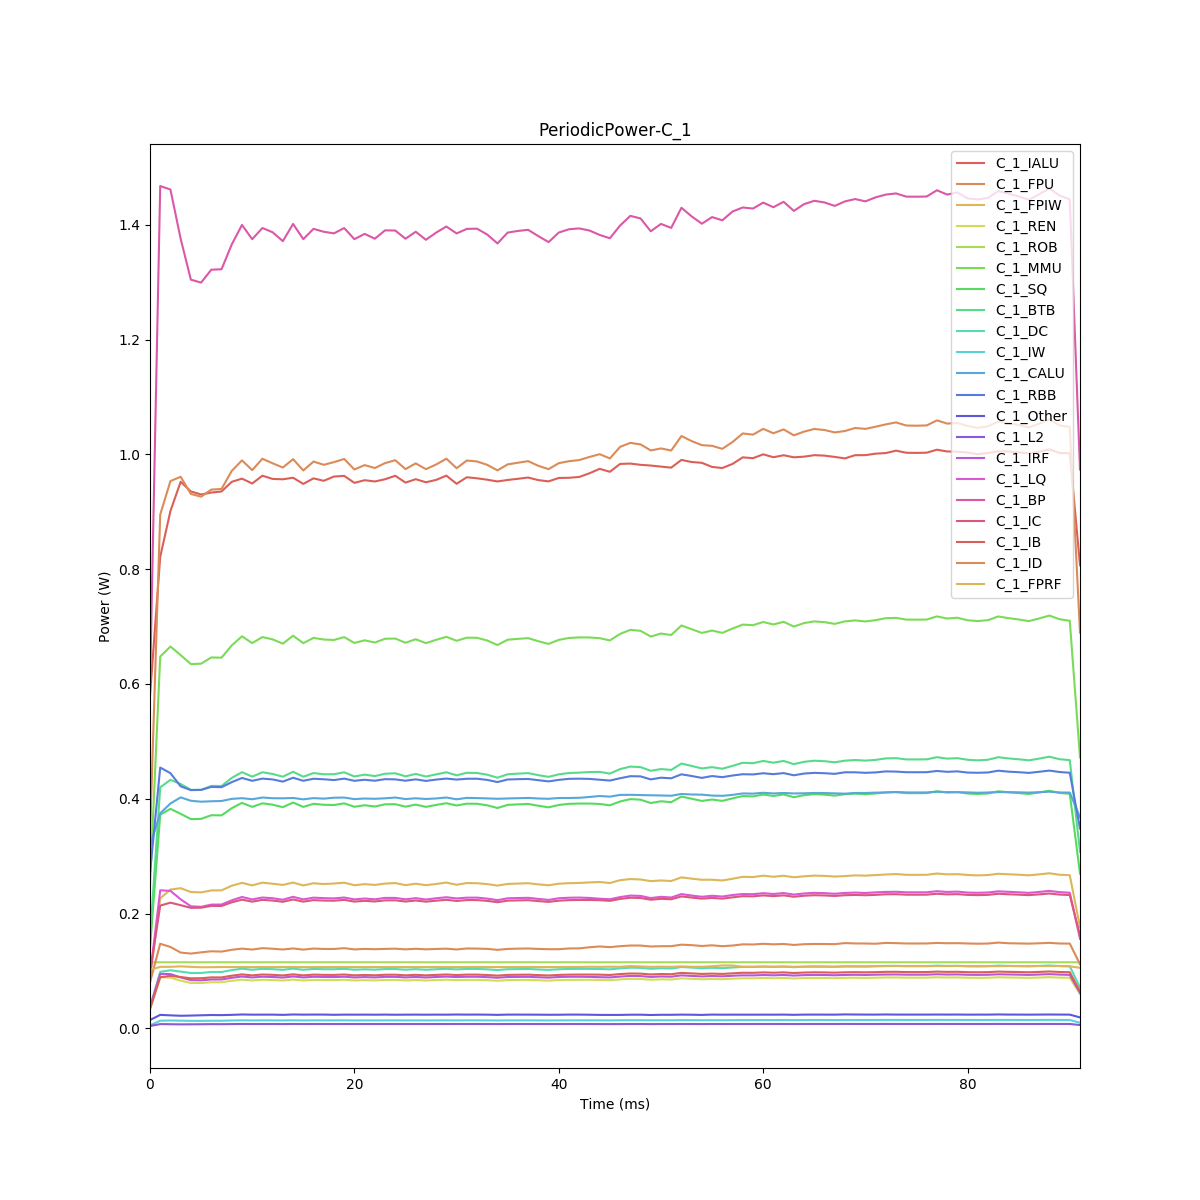 PeriodicPower-C_1
C_1_IALU
C_1_FPU
C_1_FPIW
C_1_REN
C_1_ROB
C_1_MMU
C_1_SQ
C_1_BTB
C_1_DC
C_1_IW
C_1_CALU
C_1_RBB
C_1_Other
C_1_L2
C_1_IRF
C_1_LQ
C_1_BP
C_1_IC
C_1_IB
C_1_ID
C_1_FPRF
1.4
1.2
1.0
0.8
0.6
0.4
0.2
0.0
Power (W)
0 20 40 60 80
Time (ms)